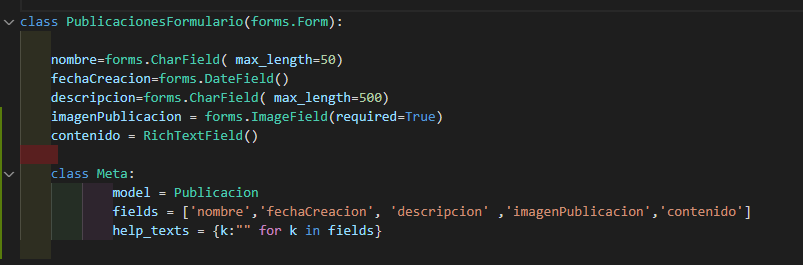 class PublicacionesFormulario(forms.Form):
nombre=forms.CharField( max_length=50)
fechaCreacion=forms.DateField()
descripcion=forms.CharField( max_length=500)
imagenPublicacion = forms.ImageField(required=True)
contenido = RichTextField()
class Meta:
model = Publicacion
fields = ['nombre','fechaCreacion', 'descripcion' ,'imagenPublicacion','contenido']
help_texts = {k:"" for k in fields}